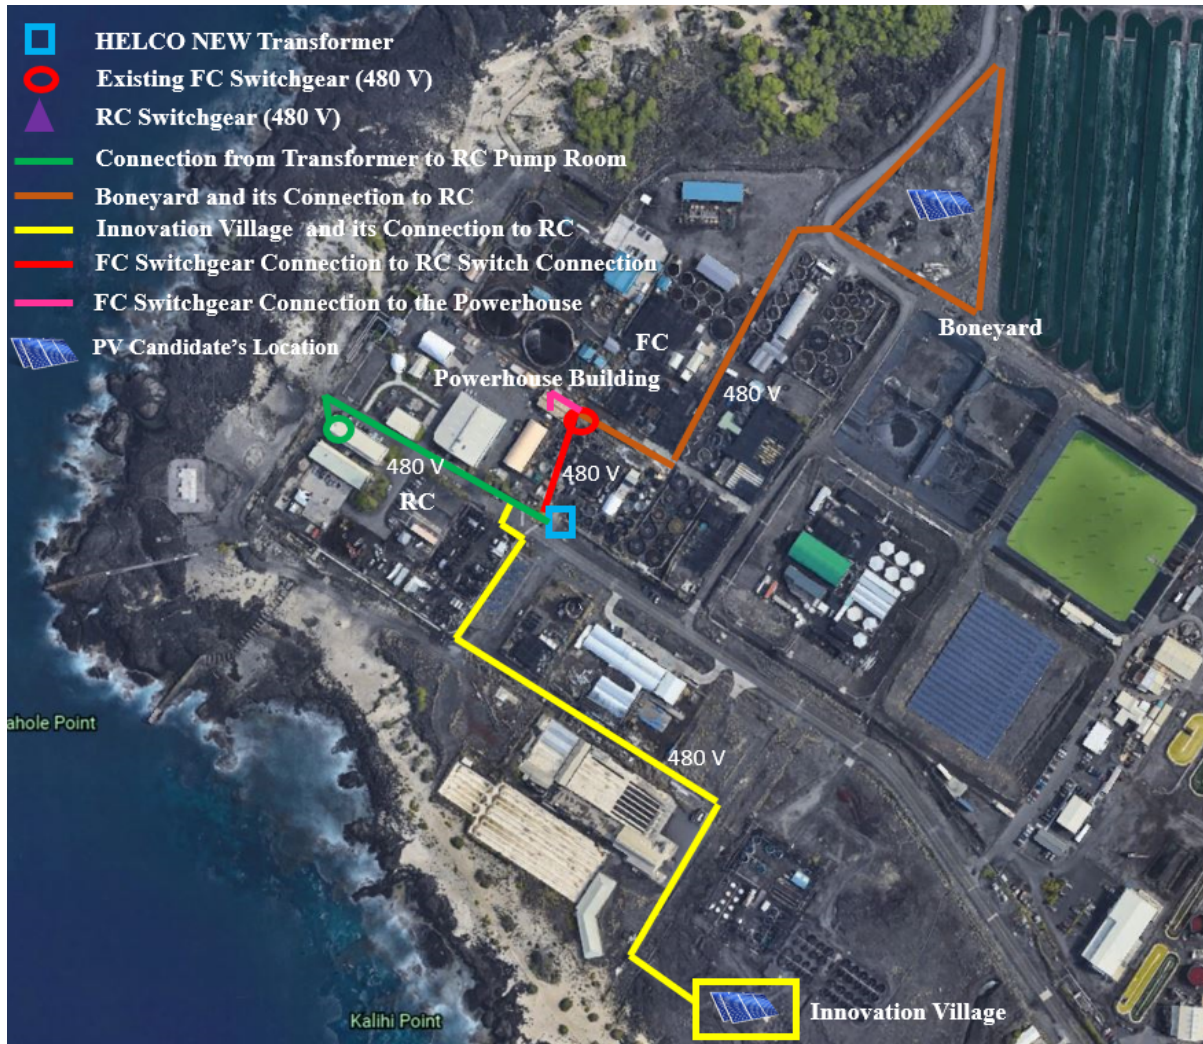 HELCO NEW Transformer
Existing FC Switchgear (480 V)
RC Switchgear (480 V)
Connection from Transformer to RC Pump Room
Boneyard and its Connection to RC
Innovation Village and its Connection to RC
FC Switchgear Connection to RC Switch Connection
FC Switchgear Connection to the Powerhouse
PV Candidate's Location
Boneyard
FC
Powerhouse Building
480 V
480 V
480 V
RC
ahole Point
480 V
Innovation Village
Kalihi Point